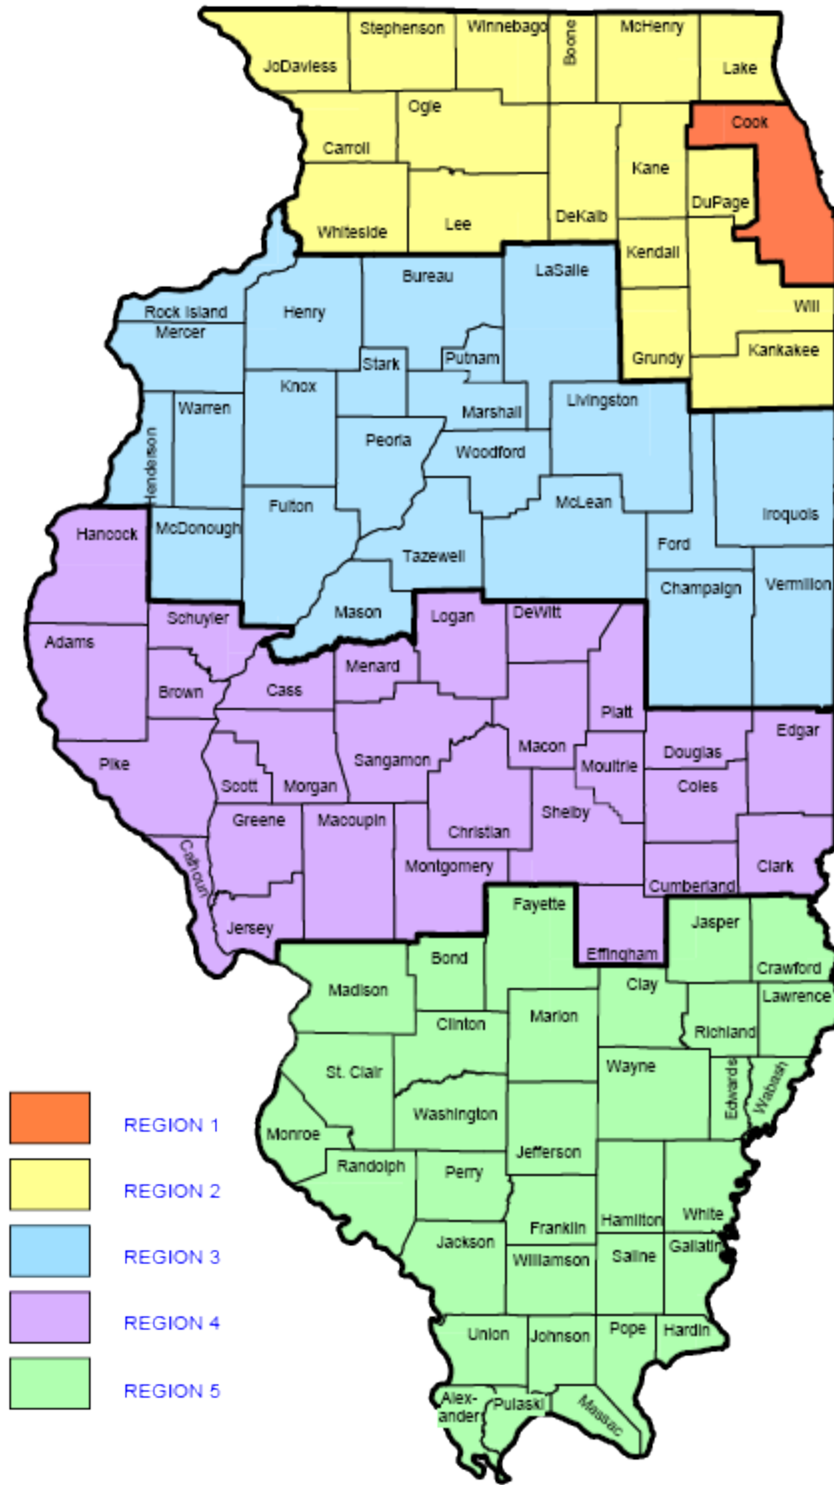 Stephenson
Winnebago
Boone
McHenry
JoDaviess
Lake
Ogle
Cook
Carroll
Kane
DuPage
Whiteside
Lee
DeKalb
Kendall
Bureau
LaSalle
Rock Island
Henry
Will
Mercer
Stark
Putnam
Grundy
Kankakee
Knox
Livingston
Warren
Marshall
Henderson
Peoria
Woodford
Fulton
McLean
Iroquois
Hancock
McDonough
Tazewell
Ford
Champaign
Vermilion
Mason
Schuyler
Logan
DeWitt
Adams
Menard
Brown
Cass
Piatt
Edgar
Pike
Sangamon
Macon
Douglas
Moultrie
Scott
Morgan
Coles
Greene
Macoupin
Shelby
Christian
Calhoun
Montgomery
Clark
Cumberland
Fayette
Jersey
Jasper
Effingham
Bond
Crawford
Madison
Clay
Lawrence
Marion
Clinton
Richland
St. Clair
Wayne
Edwards
Wabash
Washington
Monroe
Jefferson
Randolph
Perry
Franklin
Hamilton
White
Jackson
Williamson
Saline
Gallatin
Union
Johnson
Pope
Hardin
Alex-
ander
Pulaski
Massac
REGION 1
REGION 2
REGION 3
REGION 4
REGION 5